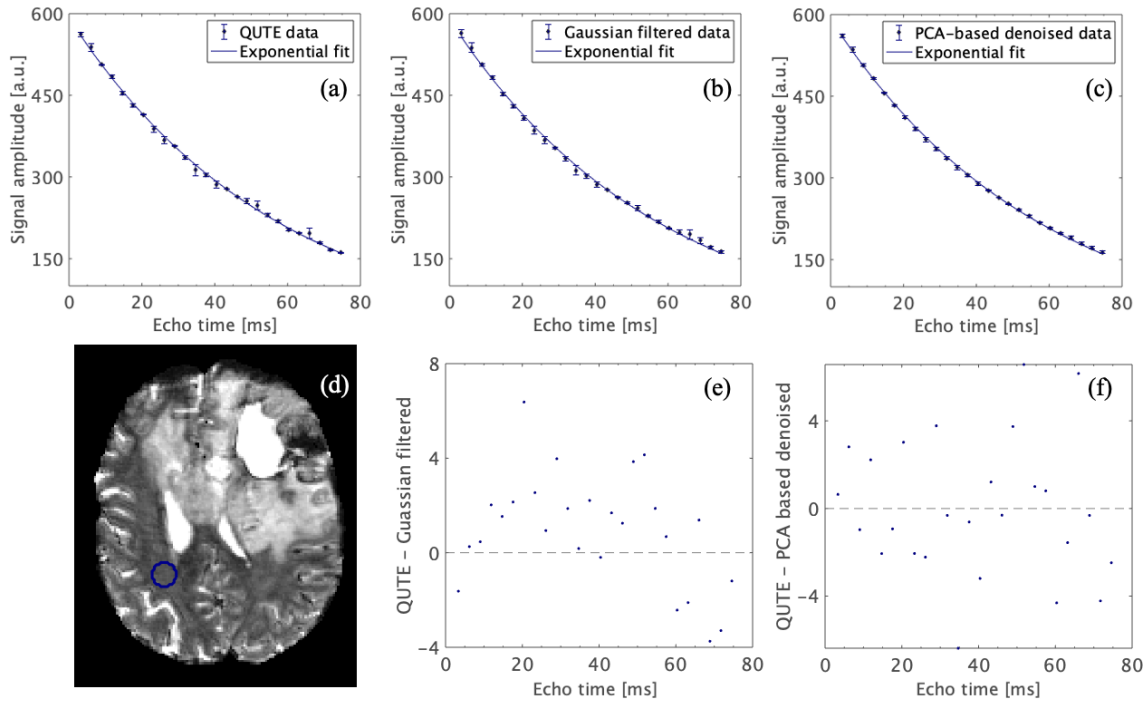 600
450
300
150
Signal amplitude [a.u.]
QUTE data
Exponential fit
(a)
0 20 40 60 80
Echo time [ms]
600
450
300
150
Signal amplitude [a.u.]
Gaussian filtered data
Exponential fit
(b)
0 20 40 60 80
Echo time [ms]
600
450
300
150
Signal amplitude [a.u.]
PCA-based denoised data
Exponential fit
(c)
0 20 40 60 80
Echo time [ms]
(d)
8
4
0
−4
QUTE − Guassian filtered
(e)
0 20 40 60 80
Echo time [ms]
4
0
−4
QUTE − PCA based denoised
(f)
0 20 40 60 80
Echo time [ms]